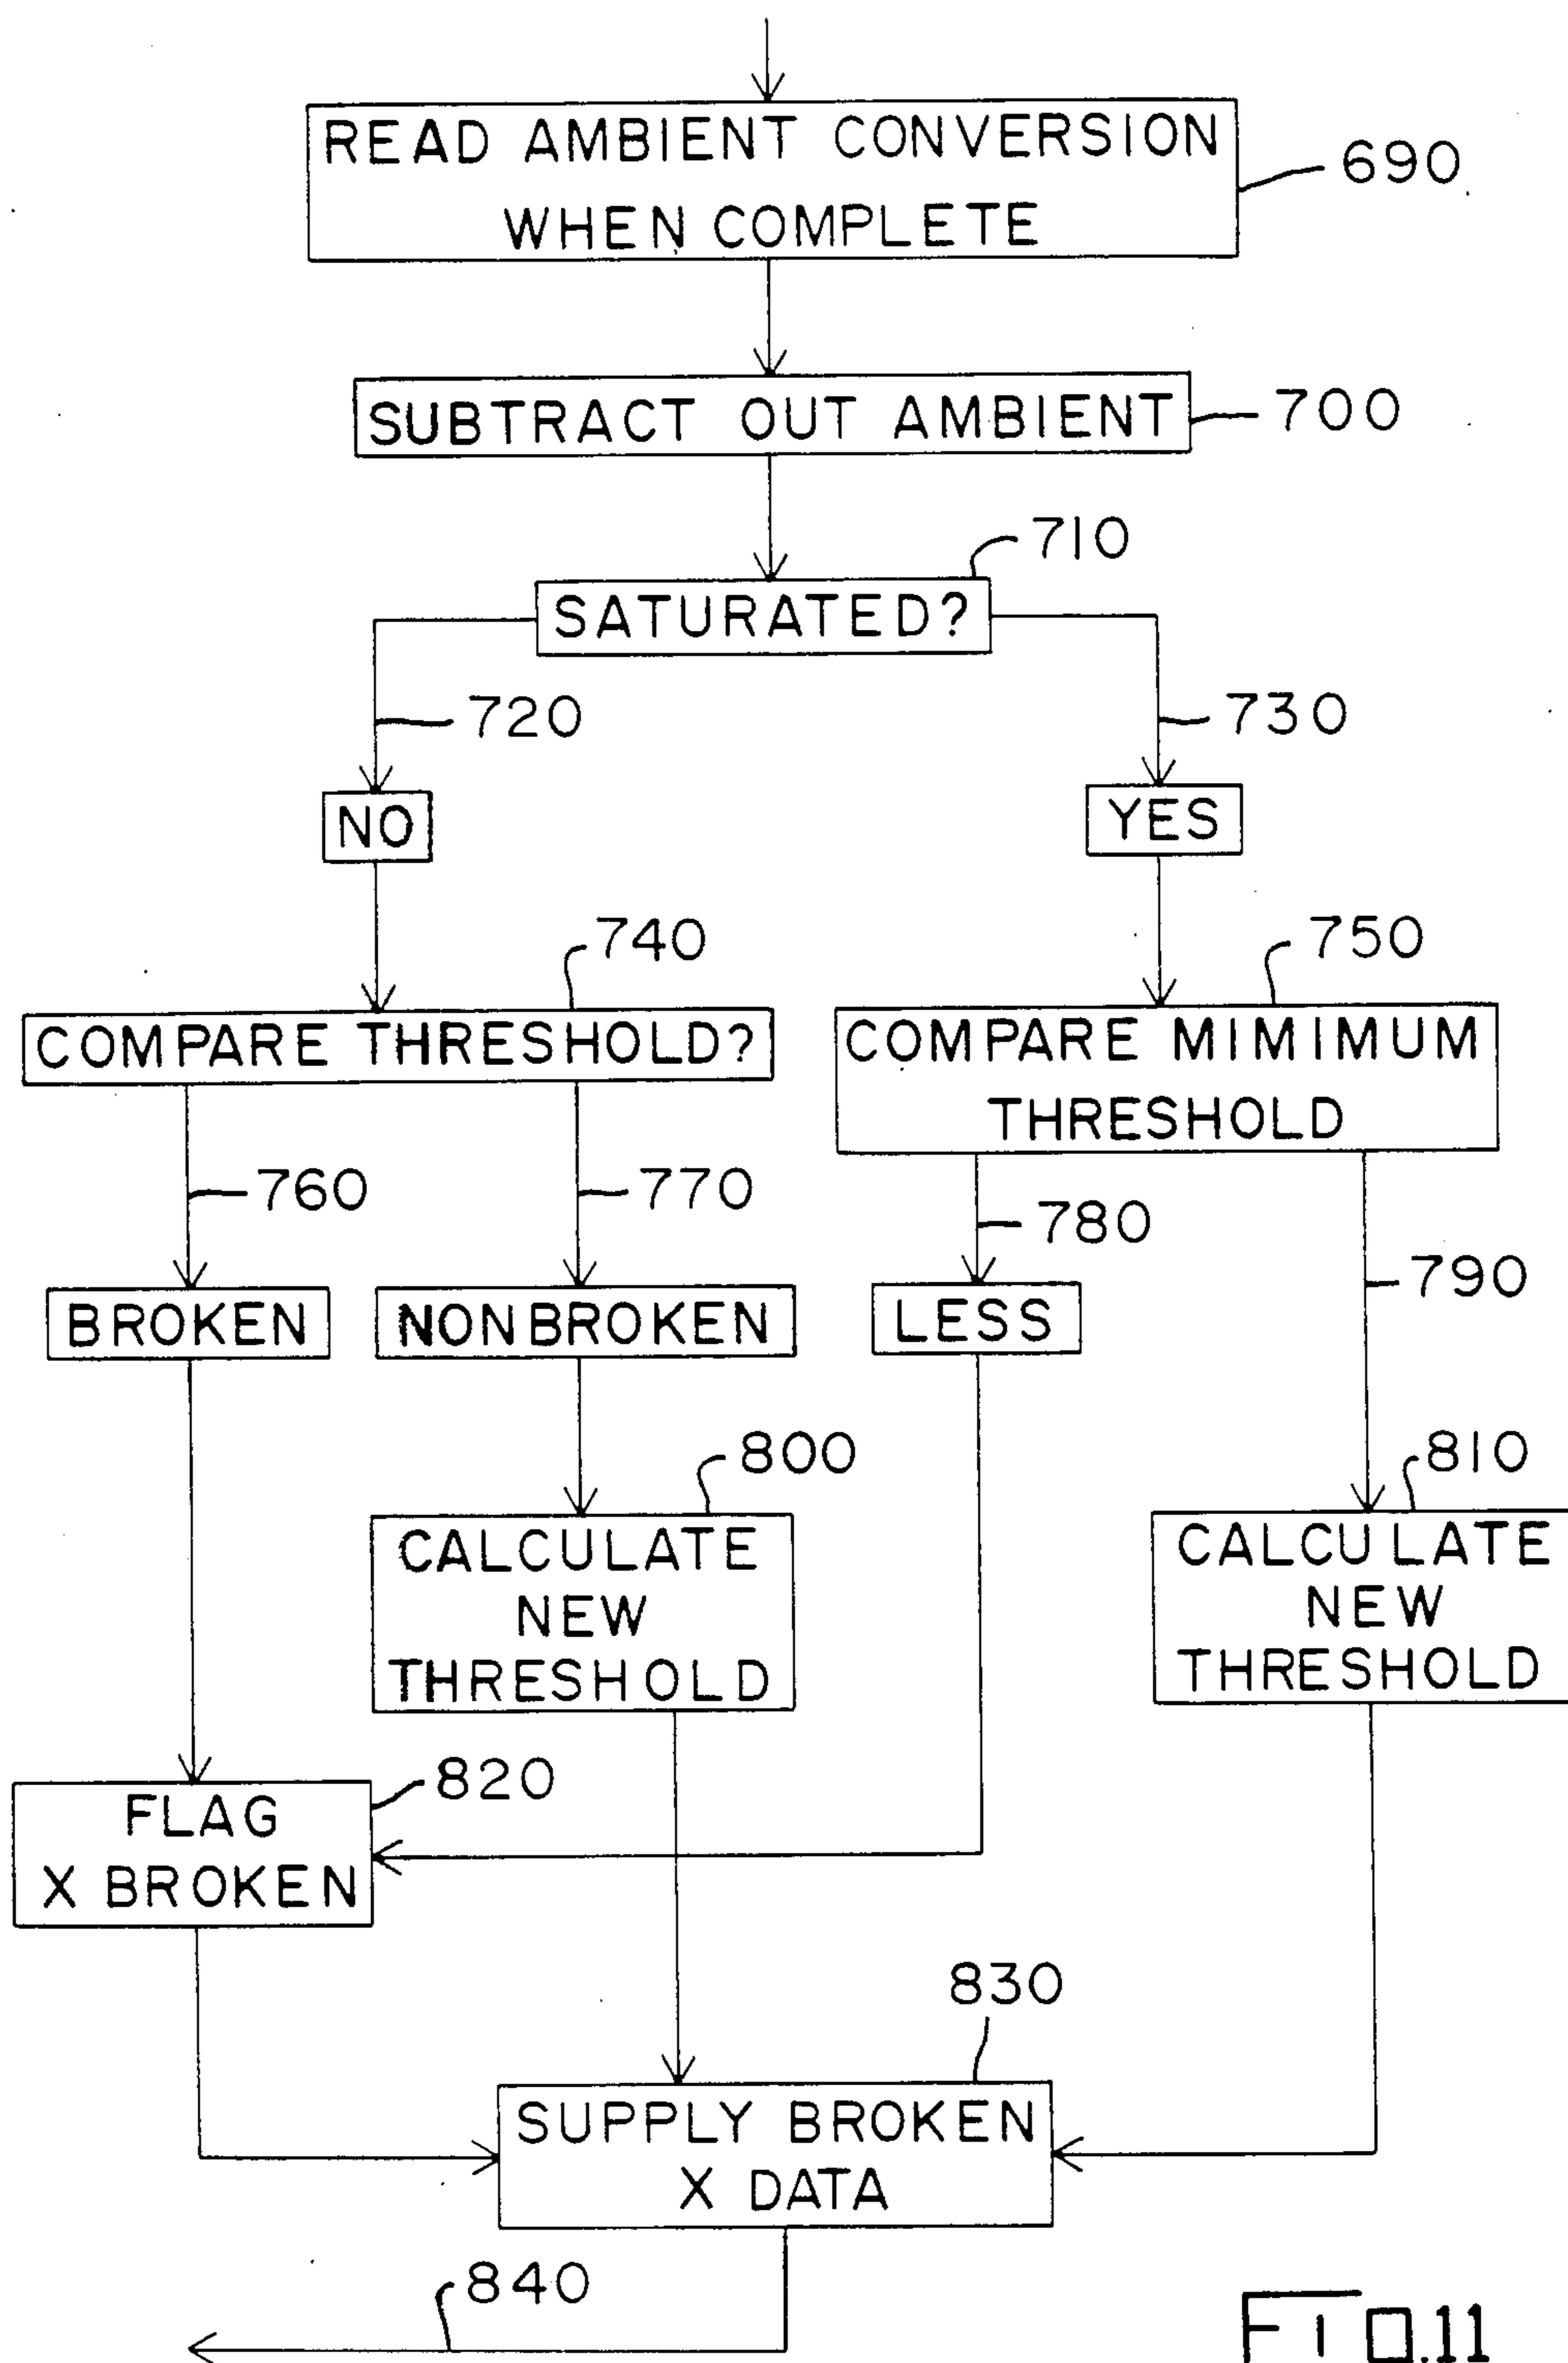 READ AMBIENT CONVERSION
WHEN COMPLETE
690
SUBTRACT OUT AMBIENT
700
710
SATURATED?
720
730
NO
YES
740
750
COMPARE THRESHOLD?
COMPARE MIMIMUM
THRESHOLD
760
770
780
790
BROKEN
NONBROKEN
LESS
800
810
CALCULATE
NEW
THRESHOLD
CALCULATE
NEW
THRESHOLD
820
FLAG
X BROKEN
830
SUPPLY BROKEN
X DATA
840
FIG.11